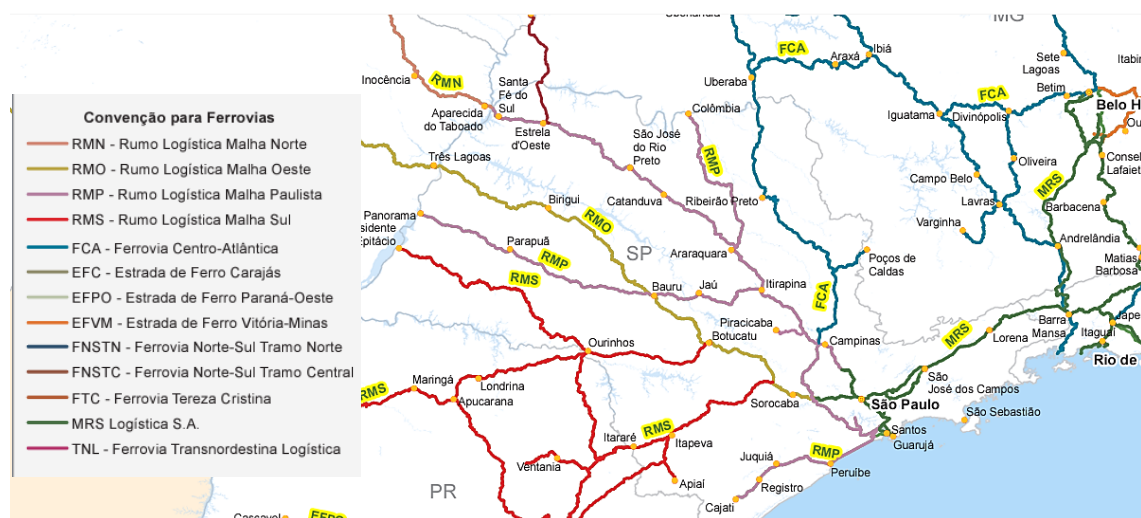 Convenção para Ferrovias
RMN - Rumo Logística Malha Norte
RMO - Rumo Logística Malha Oeste
RMP - Rumo Logística Malha Paulista
RMS - Rumo Logística Malha Sul
FCA - Ferrovia Centro-Atlântica
EFC - Estrada de Ferro Carajás
EFPO - Estrada de Ferro Paraná-Oeste
EFVM - Estrada de Ferro Vitória-Minas
FNSTN - Ferrovia Norte-Sul Tramo Norte
FNSTC - Ferrovia Norte-Sul Tramo Central
FTC - Ferrovia Tereza Cristina
MRS Logística S.A.
TNL - Ferrovia Transnordestina Logística
MG
Uberlândia
Ibiá
FCA
Araxá
Sete
Lagoas
Itabir
Inocência
RMN
Santa
Fé do
Sul
Uberaba
Betim
FCA
Belo H
Aparecida
do Taboado
Estrela
d'Oeste
Colômbia
Iguatama
Divinópolis
Ou
São José
do Rio
Preto
RMP
Três Lagoas
Oliveira
Consel
Lafaiet
Campo Belo
MRS
Birigui
Catanduva
Ribeirão Preto
Lavras
Barbacena
Panorama
RMO
Varginha
sidente
Epitácio
Parapuã
RMP
SP
Araraquara
Poços de
Caldas
Andrelândia
Matias
Barbosa
RMS
Bauru
Jaú
Itirapina
FCA
Piracicaba
Barra
Mansa
Jape
Itaguaí
Ourinhos
Botucatu
Campinas
MRS
Lorena
Rio de
Maringá
Londrina
RMS
Apucarana
Sorocaba
São
José dos Campos
São Paulo
São Sebastião
Itararé
RMS
Itapeva
Santos
Guarujá
Ventania
Juquiá
RMP
Peruíbe
PR
Apiaí
Registro
Cajati
Cascavel
EFPO